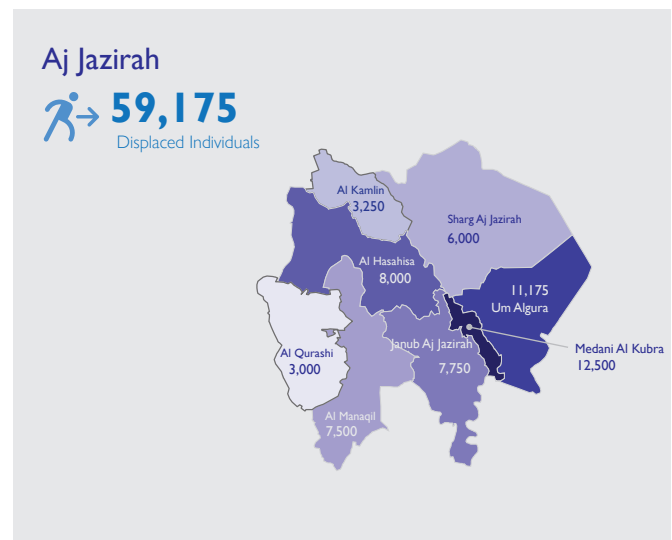 Aj Jazirah
59,175
Displaced Individuals
Al Kamlin
3,250
Sharg Aj Jazirah
6,000
Al Hasahisa
8,000
11,175
Um Algura
Medani Al Kubra
12,500
Janub Aj Jazirah
7,750
Al Qurashi
3,000
Al Manaqil
7,500